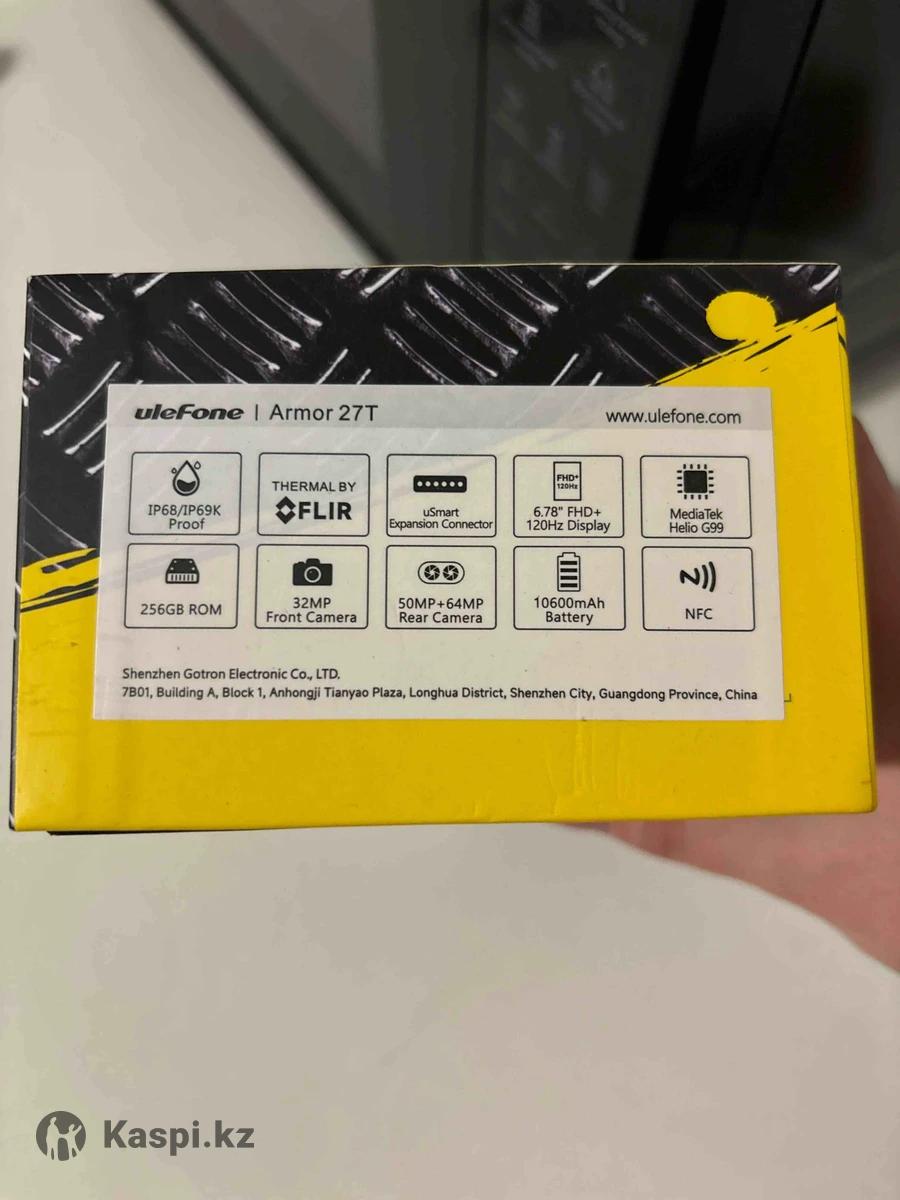 uleFone | Armor 27T
www.ulefone.com
IP68/IP69K
Proof
THERMAL BY
FLIR
uSmart
Expansion Connector
FHD+
120Hz
6.78" FHD+
120Hz Display
MediaTek
Helio G99
256GB ROM
32MP
Front Camera
50MP+64MP
Rear Camera
10600mAh
Battery
NFC
Shenzhen Gotron Electronic Co., LTD.
7B01, Building A, Block 1, Anhongji Tianyao Plaza, Longhua District, Shenzhen City, Guangdong Province, China
Kaspi.kz